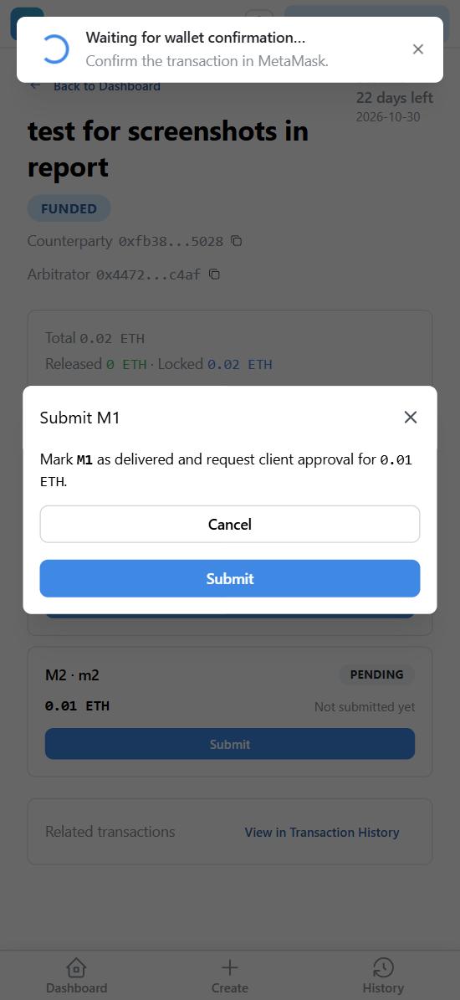 Waiting for wallet confirmation...
Confirm the transaction in MetaMask.
Back to Dashboard
22 days left
2026-10-30
test for screenshots in
report
FUNDED
Counterparty 0xfb38...5028
Arbitrator 0x4472...c4af
Total 0.02 ETH
Released 0 ETH · Locked 0.02 ETH
Submit M1
Mark M1 as delivered and request client approval for 0.01
ETH.
Cancel
Submit
M2 · m2
PENDING
0.01 ETH
Not submitted yet
Submit
Related transactions
View in Transaction History
Dashboard
Create
History